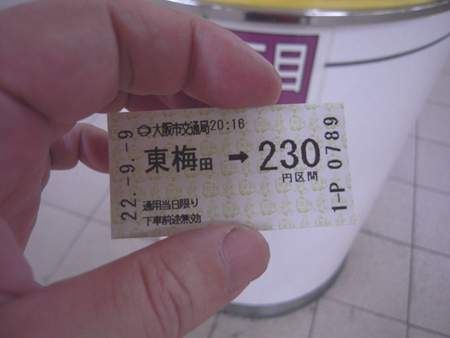 大阪市交通局20:16
東梅田 ➡ 230
円区間
通用当日限り
下車前途無効
22.-9.-9
1-P 0789
目